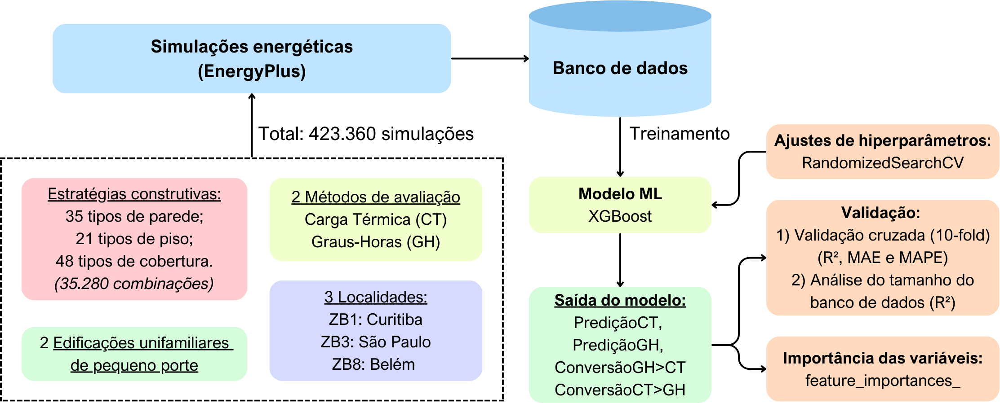 Simulações energéticas
(EnergyPlus)
Banco de dados
Total: 423.360 simulações
Treinamento
Estratégias construtivas:
35 tipos de parede;
21 tipos de piso;
48 tipos de cobertura.
(35.280 combinações)
2 Métodos de avaliação
Carga Térmica (CT)
Graus-Horas (GH)
2 Edificações unifamiliares
de pequeno porte
3 Localidades:
ZB1: Curitiba
ZB3: São Paulo
ZB8: Belém
Modelo ML
XGBoost
Saída do modelo:
PrediçãoCT,
PrediçãoGH,
ConversãoGH>CT
ConversãoCT>GH
Ajustes de hiperparâmetros:
RandomizedSearchCV
Validação:
1) Validação cruzada (10-fold)
(R², MAE e MAPE)
2) Análise do tamanho do
banco de dados (R²)
Importância das variáveis:
feature_importances_